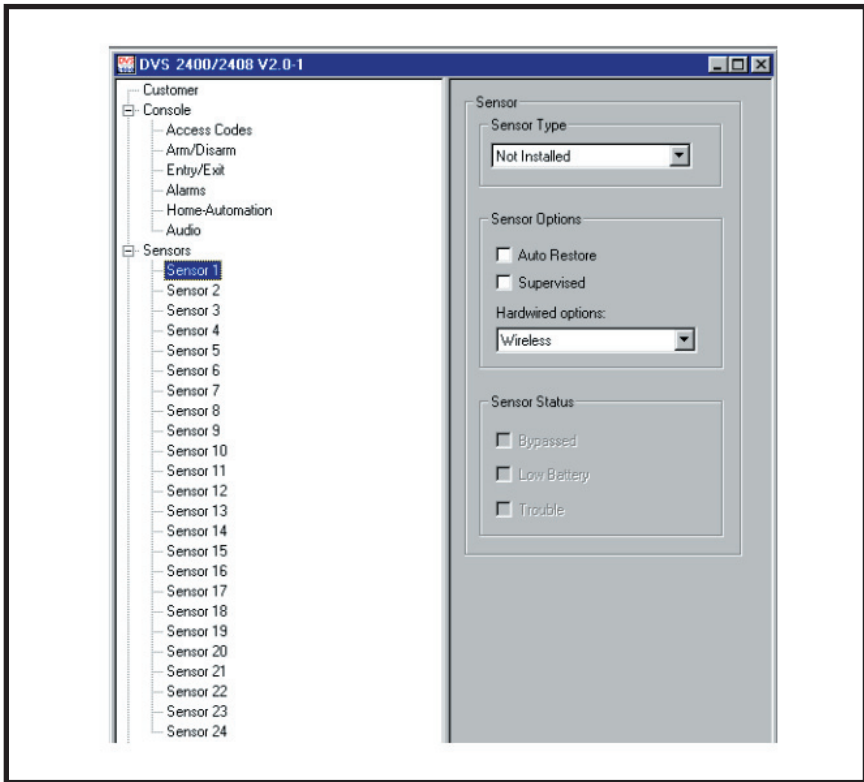 DVS 2400/2408 V2.0-1
Customer
Console
Access Codes
Arm/Disarm
Entry/Exit
Alarms
Home-Automation
Audio
Sensors
Sensor 1
Sensor 2
Sensor 3
Sensor 4
Sensor 5
Sensor 6
Sensor 7
Sensor 8
Sensor 9
Sensor 10
Sensor 11
Sensor 12
Sensor 13
Sensor 14
Sensor 15
Sensor 16
Sensor 17
Sensor 18
Sensor 19
Sensor 20
Sensor 21
Sensor 22
Sensor 23
Sensor 24
Sensor
Sensor Type
Not Installed
Sensor Options
Auto Restore
Supervised
Hardwired options:
Wireless
Sensor Status
Bypassed
Low Battery
Trouble